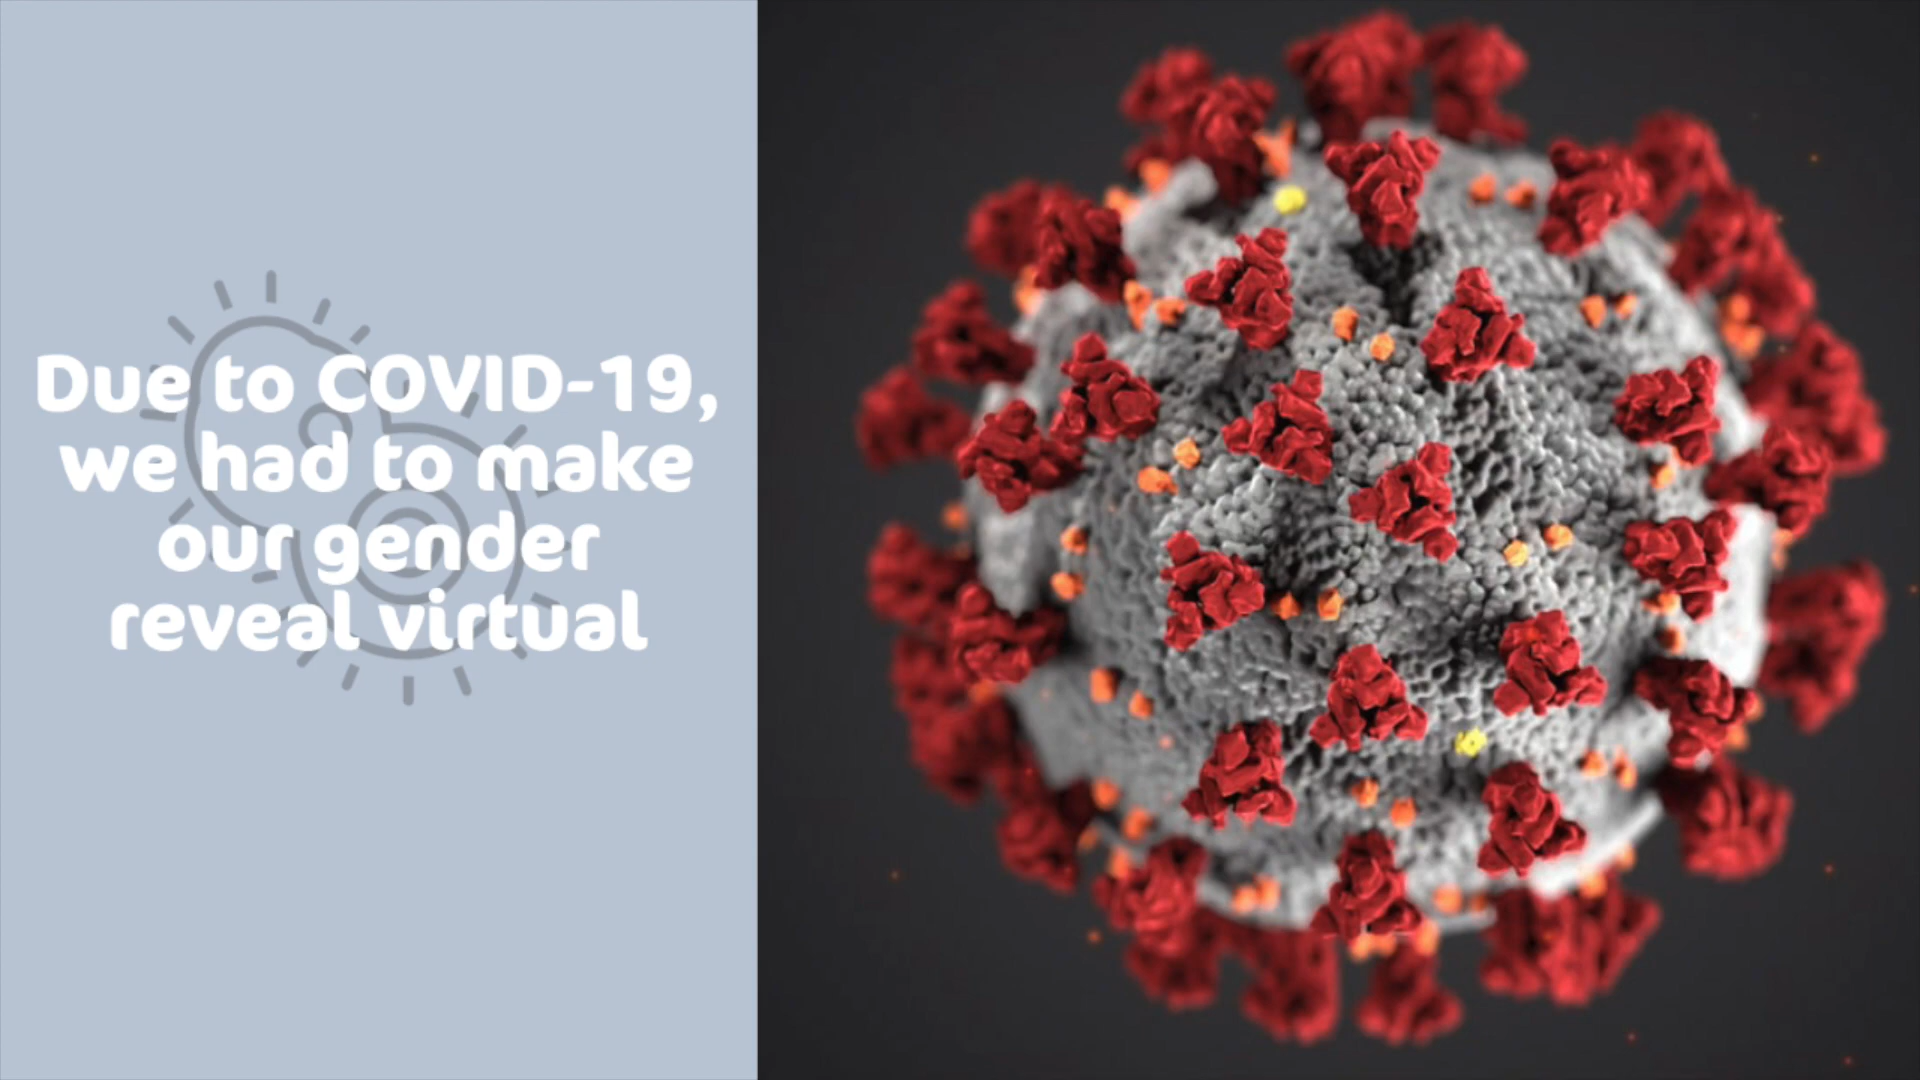 Due to COVID-19,
we had to make
our gender
reveal virtual